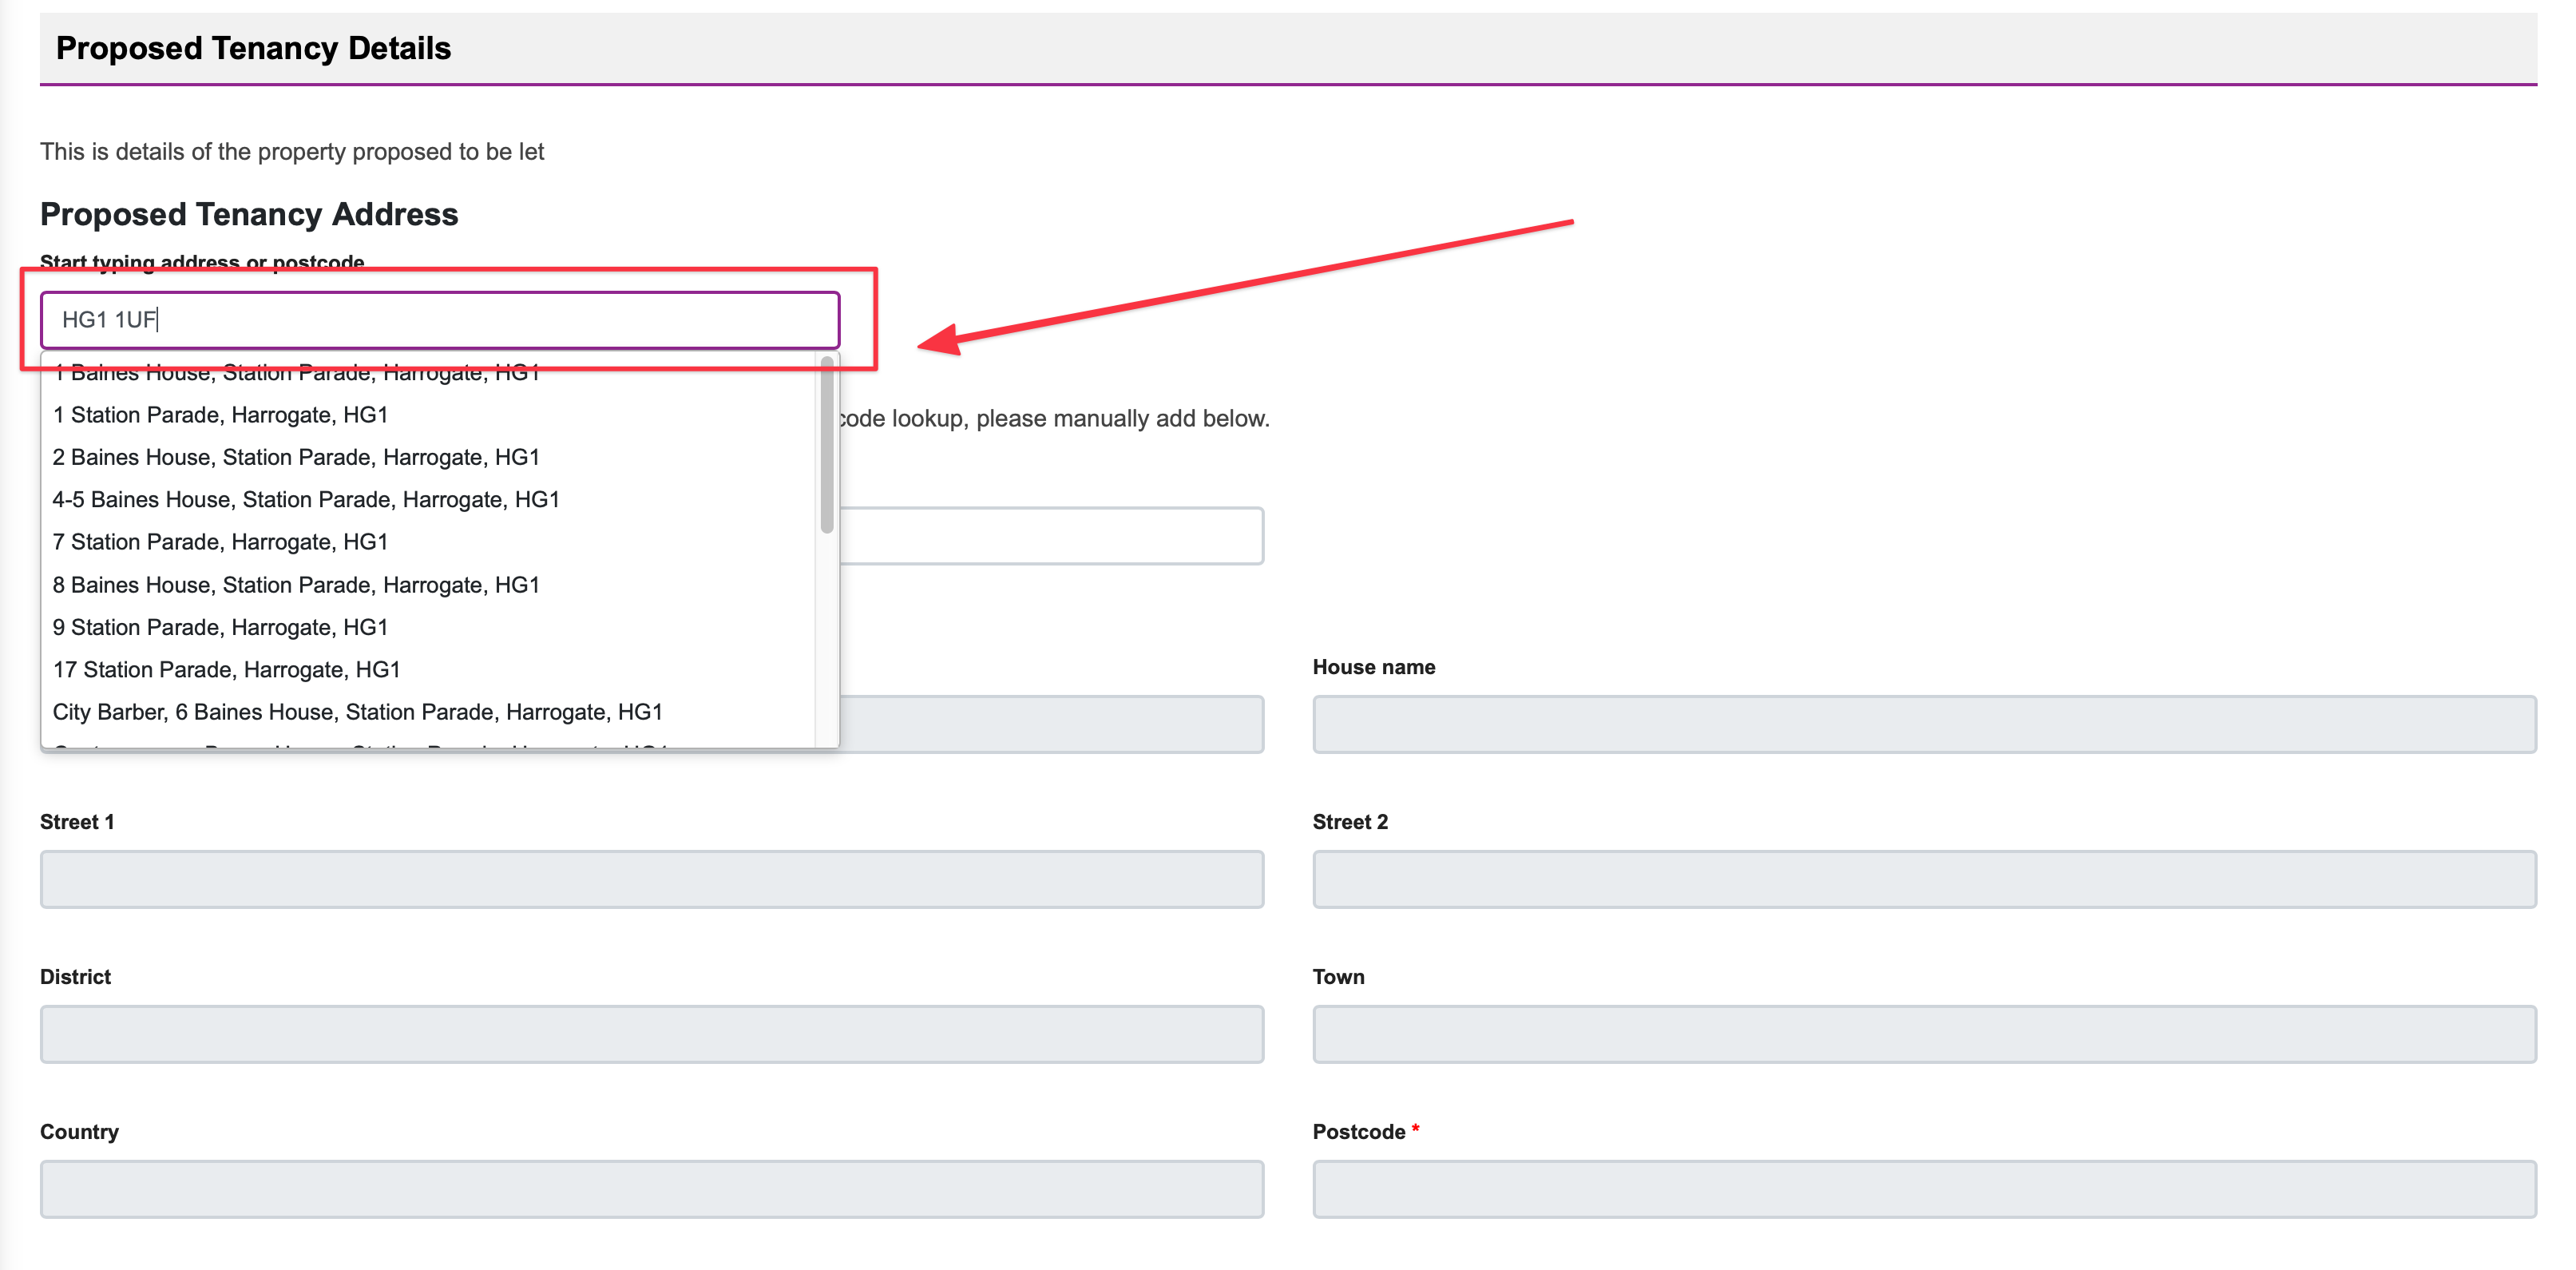 Proposed Tenancy Details
This is details of the property proposed to be let
Proposed Tenancy Address
Start typing address or postcode
HG1 1UF
1 Baines House, Station Parade, Harrogate, HG1
1 Station Parade, Harrogate, HG1
code lookup, please manually add below.
2 Baines House, Station Parade, Harrogate, HG1
4-5 Baines House, Station Parade, Harrogate, HG1
7 Station Parade, Harrogate, HG1
8 Baines House, Station Parade, Harrogate, HG1
9 Station Parade, Harrogate, HG1
17 Station Parade, Harrogate, HG1
City Barber, 6 Baines House, Station Parade, Harrogate, HG1
House name
Street 1
Street 2
District
Town
Country
Postcode *